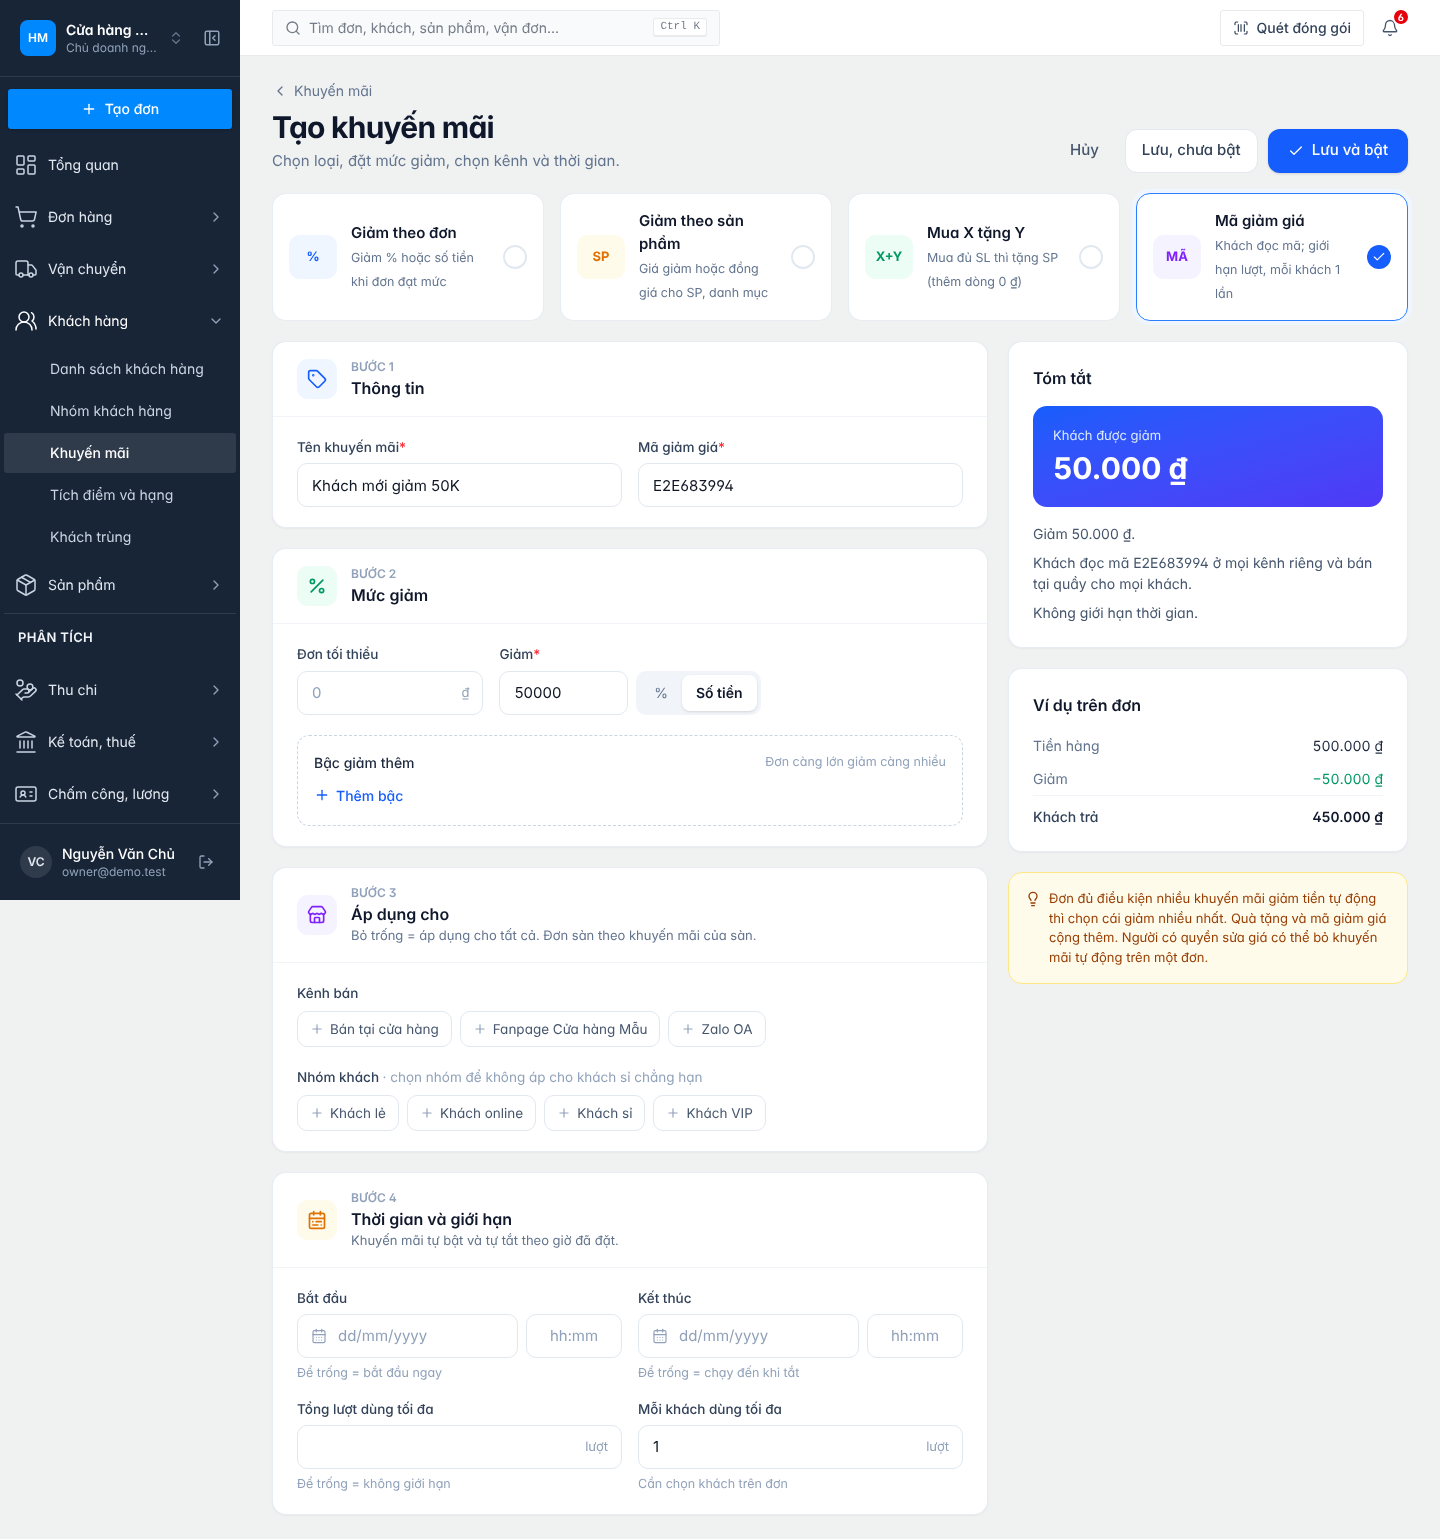 HM
Cửa hàng ...
Chủ doanh ng...
Tạo đơn
Tổng quan
Đơn hàng
Vận chuyển
Khách hàng
Danh sách khách hàng
Nhóm khách hàng
Khuyến mãi
Tích điểm và hạng
Khách trùng
Sản phẩm
PHÂN TÍCH
Thu chi
Kế toán, thuế
Chấm công, lương
VC
Nguyễn Văn Chủ
owner@demo.test
Tìm đơn, khách, sản phẩm, vận đơn...
Ctrl K
Quét đóng gói
6
Khuyến mãi
Tạo khuyến mãi
Chọn loại, đặt mức giảm, chọn kênh và thời gian.
Hủy
Lưu, chưa bật
Lưu và bật
%
Giảm theo đơn
Giảm % hoặc số tiền
khi đơn đạt mức
SP
Giảm theo sản
phẩm
Giá giảm hoặc đồng
giá cho SP, danh mục
X+Y
Mua X tặng Y
Mua đủ SL thì tặng SP
(thêm dòng 0 ₫)
MÃ
Mã giảm giá
Khách đọc mã; giới
hạn lượt, mỗi khách 1
lần
BƯỚC 1
Thông tin
Tên khuyến mãi*
Mã giảm giá*
Khách mới giảm 50K
E2E683994
BƯỚC 2
Mức giảm
Đơn tối thiểu
Giảm*
0
₫
50000
%
Số tiền
Bậc giảm thêm
Đơn càng lớn giảm càng nhiều
Thêm bậc
BƯỚC 3
Áp dụng cho
Bỏ trống = áp dụng cho tất cả. Đơn sàn theo khuyến mãi của sàn.
Kênh bán
Bán tại cửa hàng
Fanpage Cửa hàng Mẫu
Zalo OA
Nhóm khách · chọn nhóm để không áp cho khách sỉ chẳng hạn
Khách lẻ
Khách online
Khách sỉ
Khách VIP
BƯỚC 4
Thời gian và giới hạn
Khuyến mãi tự bật và tự tắt theo giờ đã đặt.
Bắt đầu
Kết thúc
dd/mm/yyyy
hh:mm
dd/mm/yyyy
hh:mm
Để trống = bắt đầu ngay
Để trống = chạy đến khi tắt
Tổng lượt dùng tối đa
Mỗi khách dùng tối đa
lượt
1
lượt
Để trống = không giới hạn
Cần chọn khách trên đơn
Tóm tắt
Khách được giảm
50.000 ₫
Giảm 50.000 ₫.
Khách đọc mã E2E683994 ở mọi kênh riêng và bán
tại quầy cho mọi khách.
Không giới hạn thời gian.
Ví dụ trên đơn
Tiền hàng
500.000 ₫
Giảm
−50.000 ₫
Khách trả
450.000 ₫
Đơn đủ điều kiện nhiều khuyến mãi giảm tiền tự động
thì chọn cái giảm nhiều nhất. Quà tặng và mã giảm giá
cộng thêm. Người có quyền sửa giá có thể bỏ khuyến
mãi tự động trên một đơn.